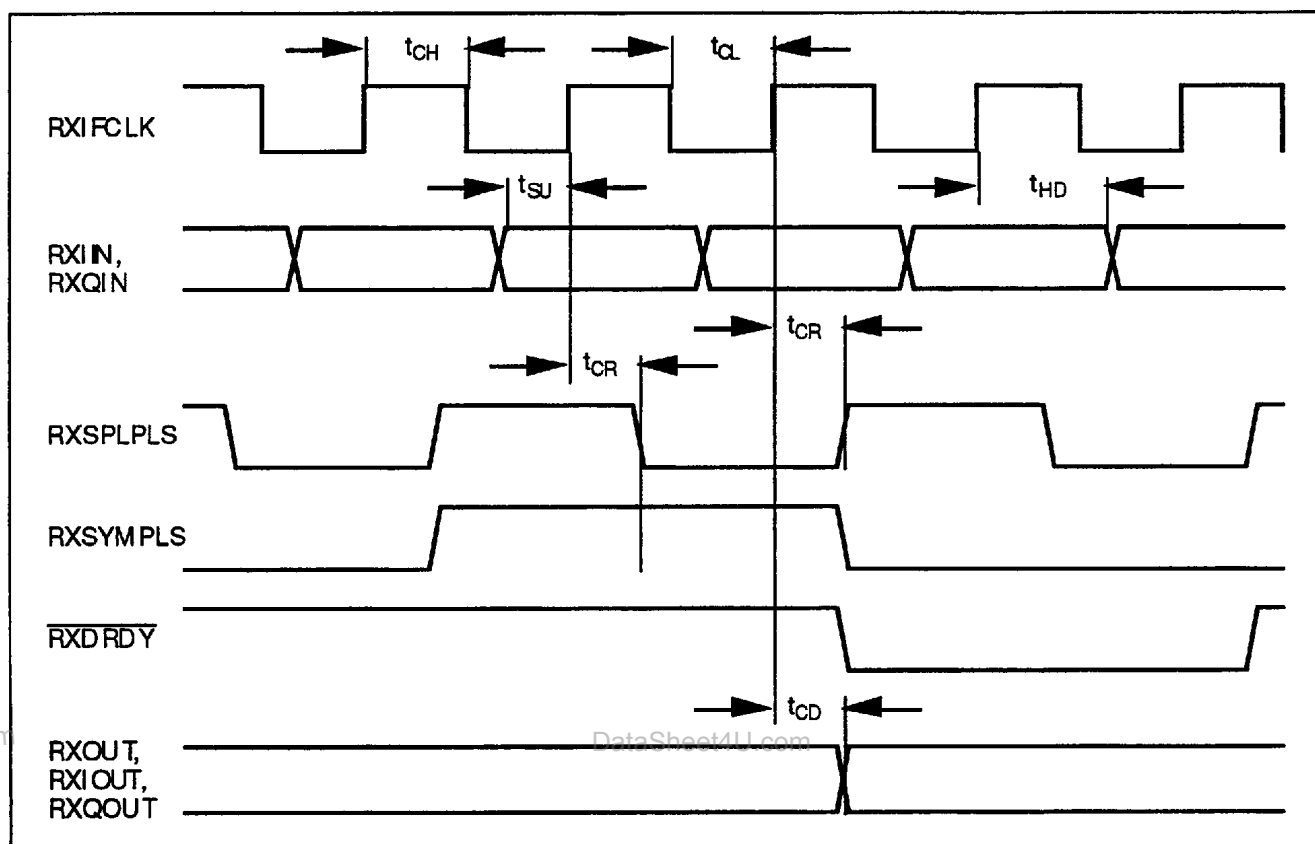 tCH
tCL
RXIFCLK
tSU
tHD
RXIIN,
RXQIN
tCR
tCR
RXSPLPLS
RXSYMPLS
RXDRDY
tCD
m
DataSheet4U.com
RXOUT,
RXIOUT,
RXQOUT